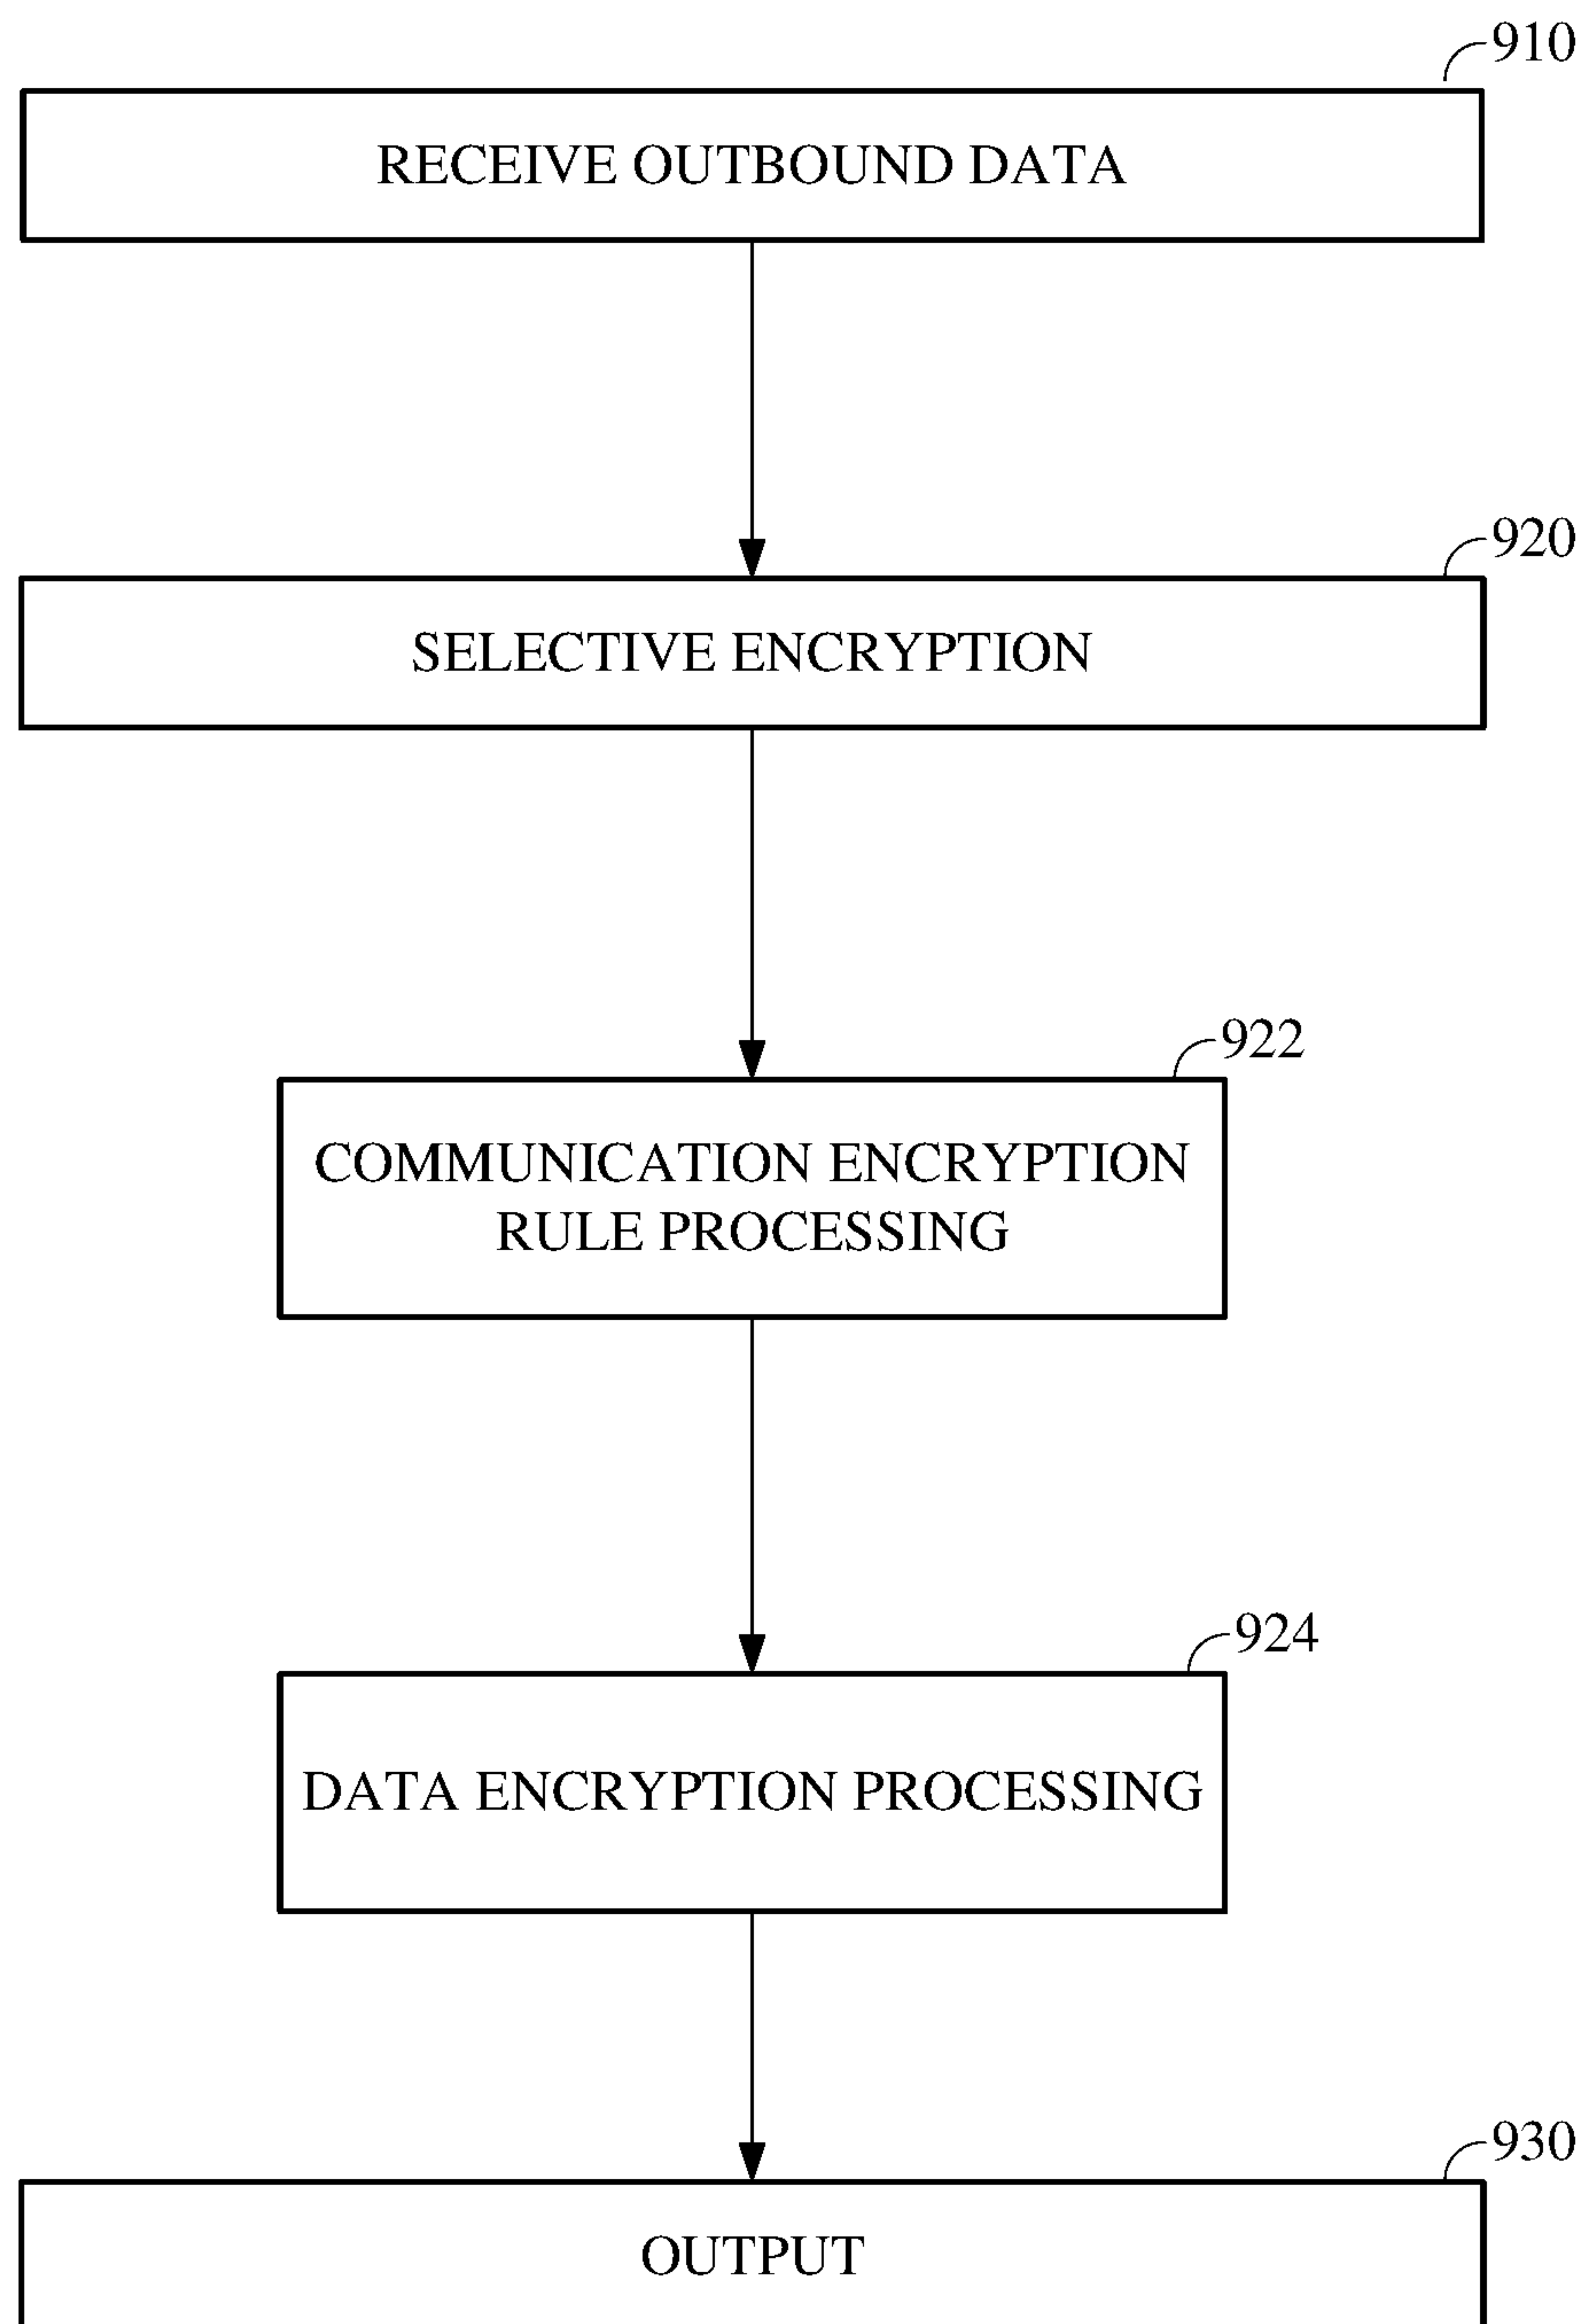 910
RECEIVE OUTBOUND DATA
920
SELECTIVE ENCRYPTION
922
COMMUNICATION ENCRYPTION
RULE PROCESSING
924
DATA ENCRYPTION PROCESSING
930
OUTPUT